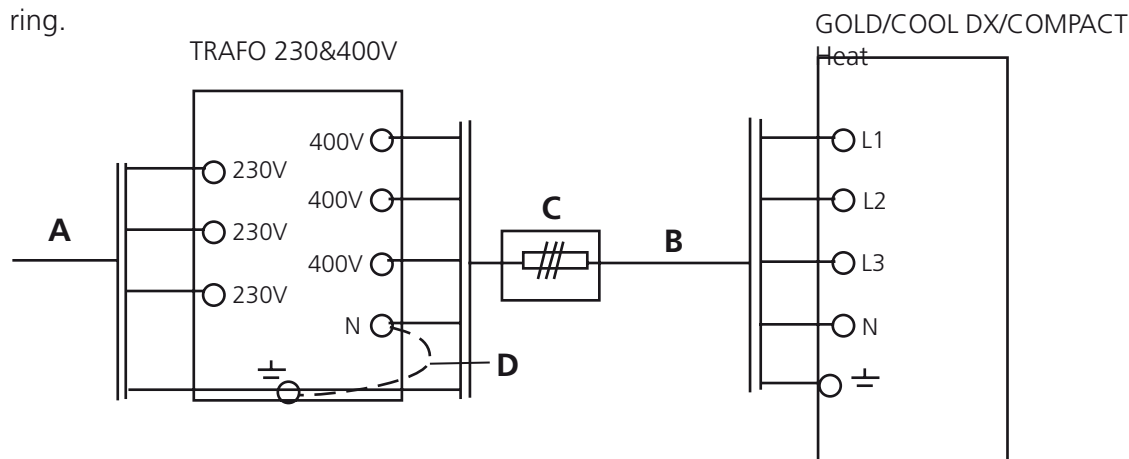 ring.
GOLD/COOL DX/COMPACT
Heat
TRAFO 230&400V
400V
L1
230V
400V
L2
A
C
B
230V
400V
L3
230V
N
N
D